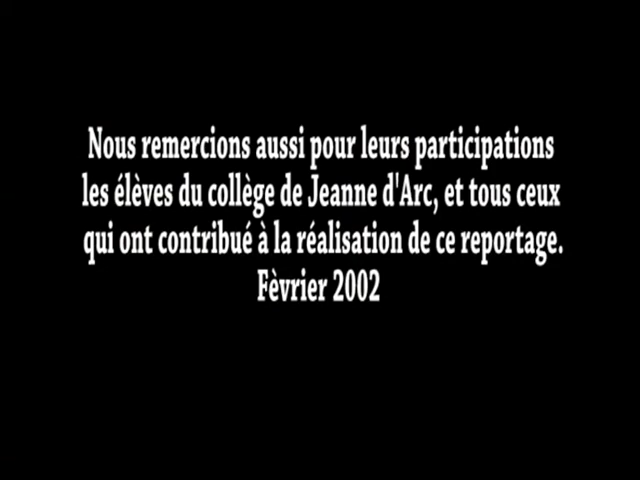 Nous remercions aussi pour leurs participations
les élèves du collège de Jeanne d'Arc, et tous ceux
qui ont contribué à la réalisation de ce reportage.
Fèvrier 2002